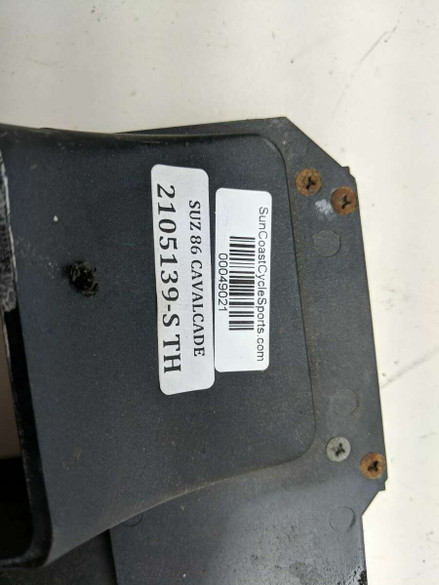 SunCoastCycleSports.com
00049021
SUZ 86 CAVALCADE
2105139-S TH